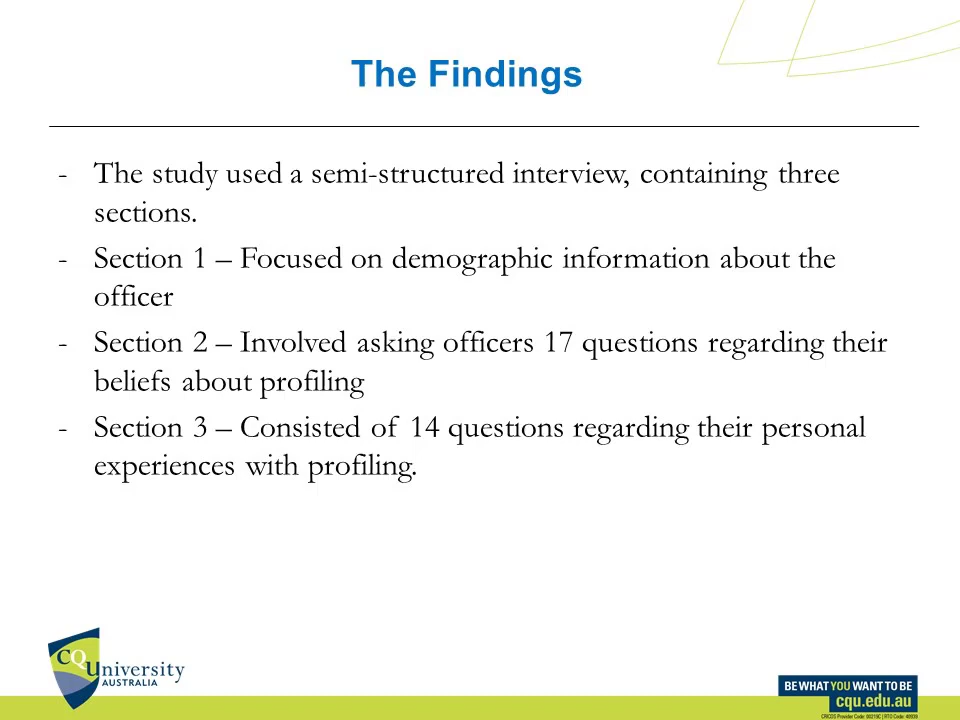 The Findings
- The study used a semi-structured interview, containing three
sections.
- Section 1 – Focused on demographic information about the
officer
- Section 2 – Involved asking officers 17 questions regarding their
beliefs about profiling
- Section 3 – Consisted of 14 questions regarding their personal
experiences with profiling.
CQUniversity
AUSTRALIA
BE WHAT YOU WANT TO BE
cqu.edu.au